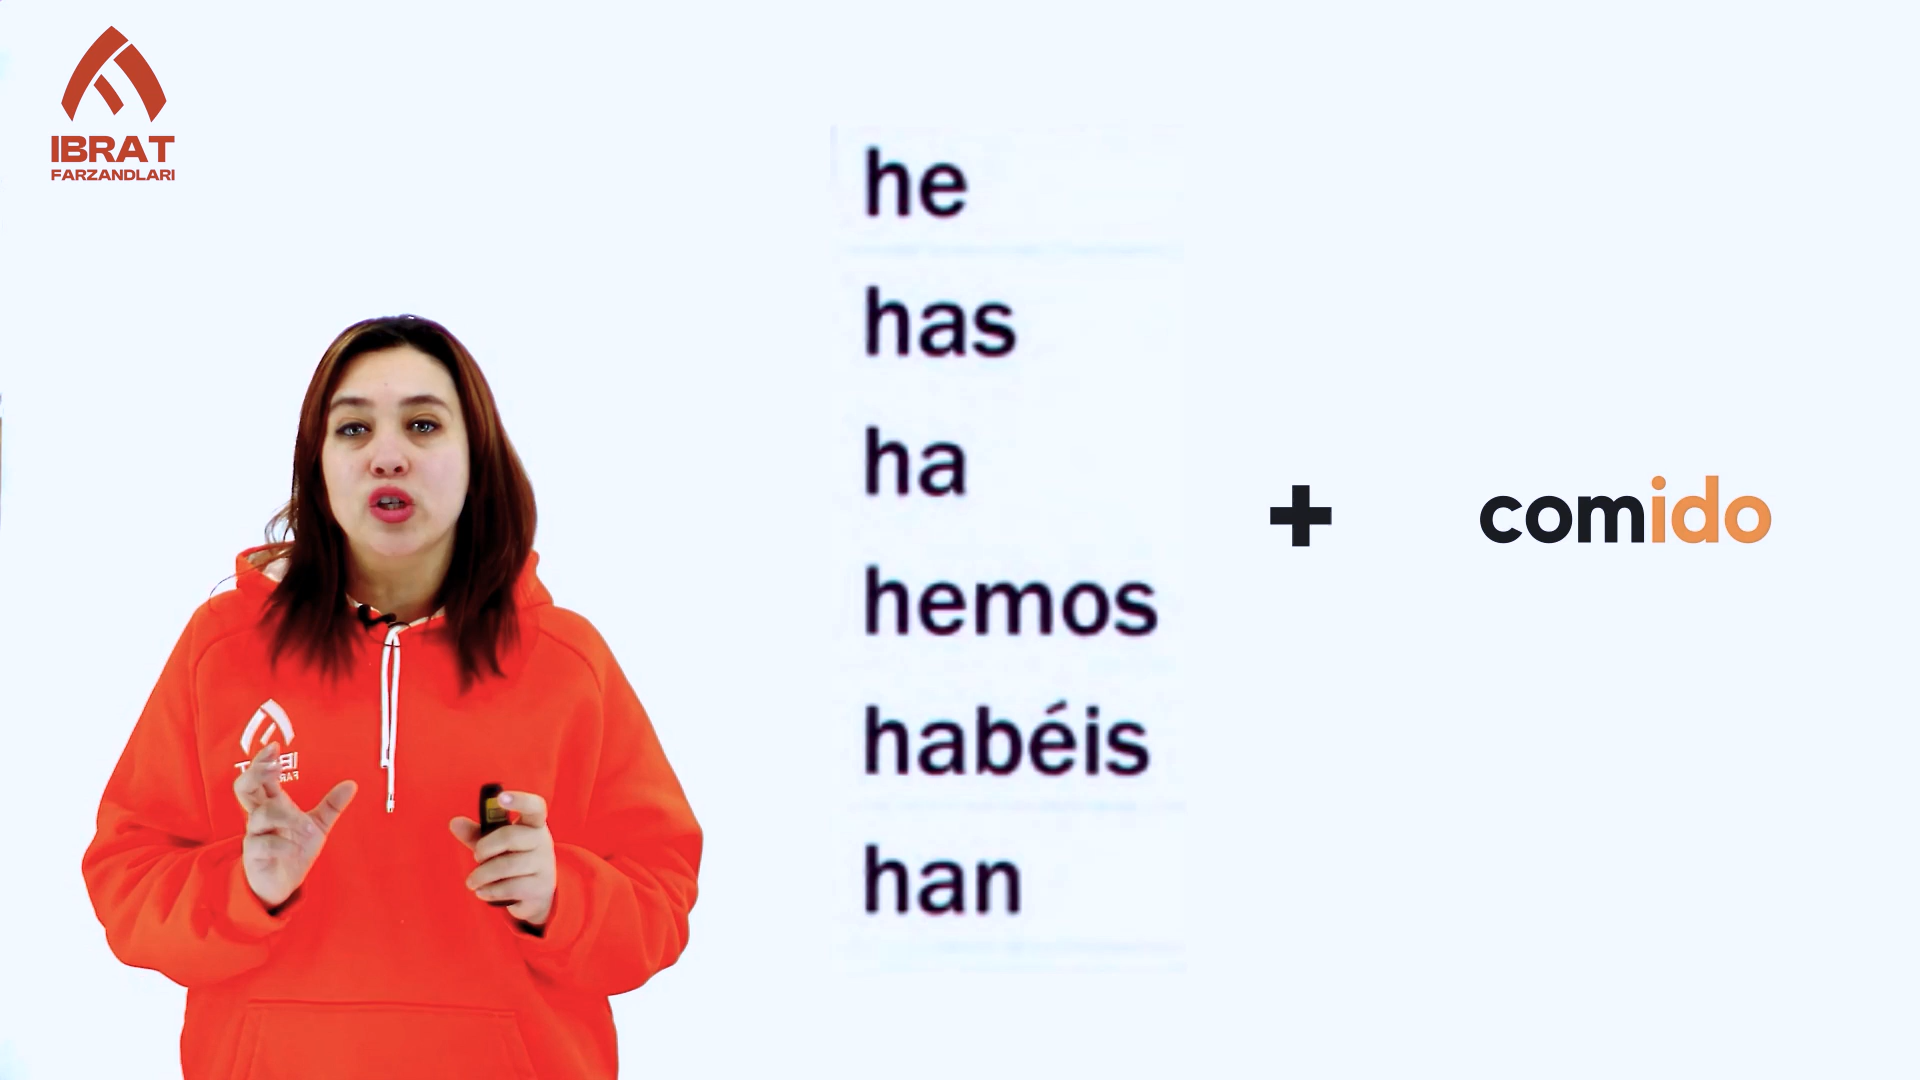 IBRAT
FARZANDLARI
he
has
ha
hemos
habéis
han
+
comido